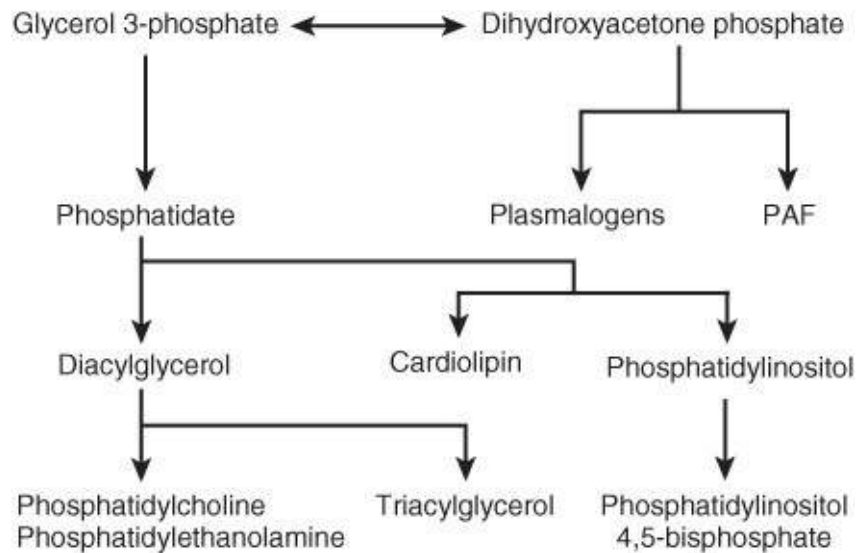 Glycerol 3-phosphate
Dihydroxyacetone phosphate
Phosphatidate
Plasmalogens
PAF
Diacylglycerol
Cardiolipin
Phosphatidylinositol
Phosphatidylcholine
Phosphatidylethanolamine
Triacylglycerol
Phosphatidylinositol
4,5-bisphosphate